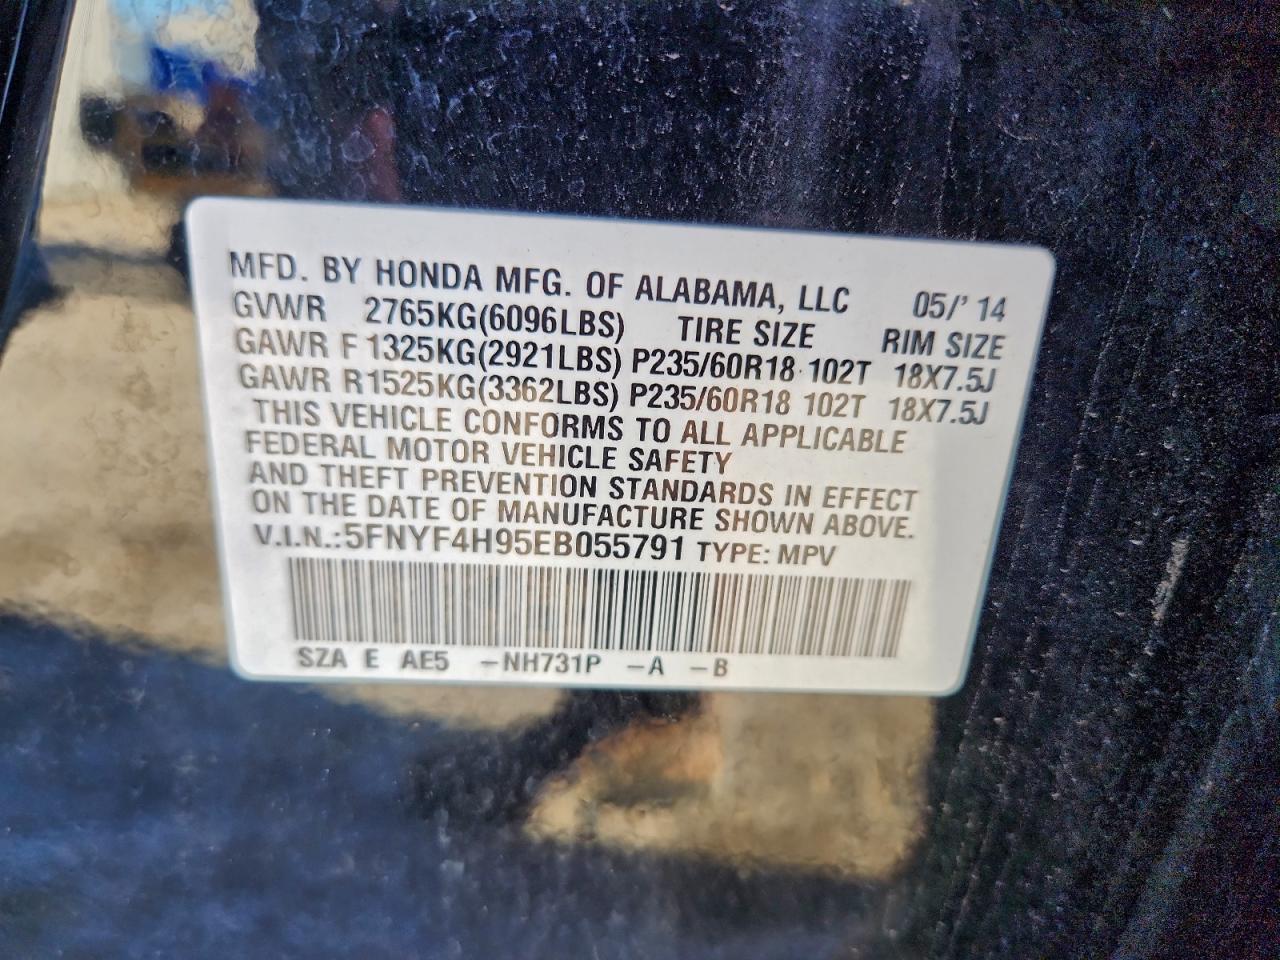 MFD. BY HONDA MFG. OF ALABAMA, LLC 05/' 14
GVWR 2765KG(6096LBS) TIRE SIZE RIM SIZE
GAWR F 1325KG(2921LBS) P235/60R18 102T 18X7.5J
GAWR R1525KG(3362LBS) P235/60R18 102T 18X7.5J
THIS VEHICLE CONFORMS TO ALL APPLICABLE
FEDERAL MOTOR VEHICLE SAFETY
AND THEFT PREVENTION STANDARDS IN EFFECT
ON THE DATE OF MANUFACTURE SHOWN ABOVE.
V.I.N.:5FNYF4H95EB055791 TYPE: MPV
SZA E AE5 -NH731P -A -B